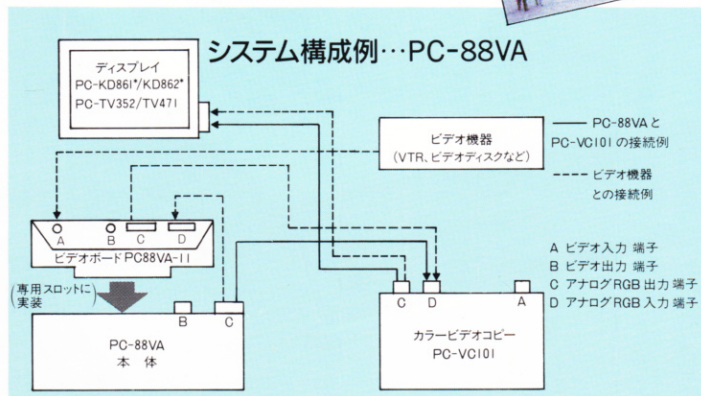 システム構成例…PC-88VA
ディスプレイ
PC-KD861*/KD862*
PC-TV352/TV471
ビデオ機器
(VTR、ビデオディスクなど)
PC-88VAと
PC-VC101の接続例
ビデオ機器
との接続例
A B C D
ビデオボードPC88VA-11
A ビデオ入力 端子
B ビデオ出力 端子
C アナログRGB出力端子
D アナログRGB入力端子
(専用スロットに
実装)
B C
PC-88VA
本 体
C D A
カラービデオコピー
PC-VC101